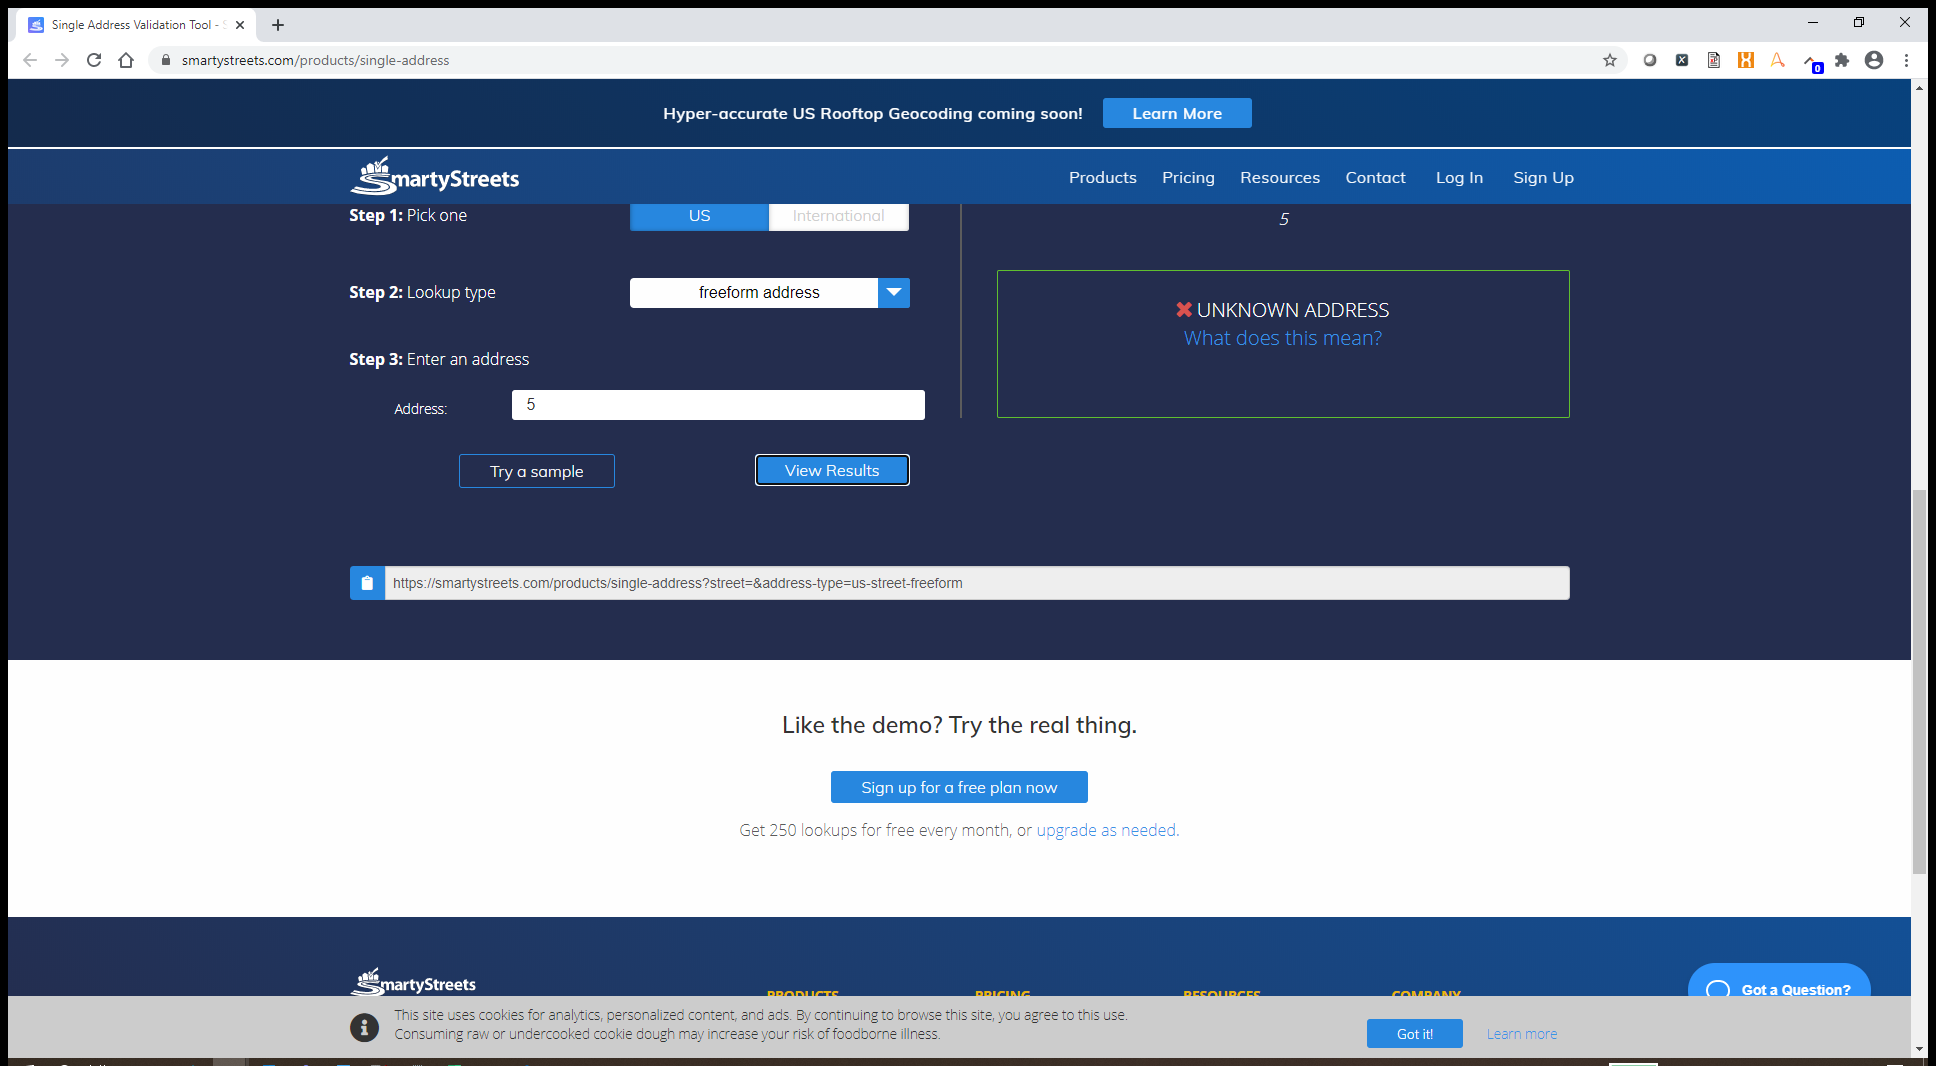 Single Address Validation Tool -
smartystreets.com/products/single-address
0
Hyper-accurate US Rooftop Geocoding coming soon!
Learn More
SmartyStreets
Products
Pricing
Resources
Contact
Log In
Sign Up
Step 1: Pick one
US
International
5
Step 2: Lookup type
freeform address
UNKNOWN ADDRESS
What does this mean?
Step 3: Enter an address
Address:
5
Try a sample
View Results
https://smartystreets.com/products/single-address?street=&address-type=us-street-freeform
Like the demo? Try the real thing.
Sign up for a free plan now
Get 250 lookups for free every month, or upgrade as needed.
SmartyStreets
PRODUCTS
PRICING
RESOURCES
COMPANY
Got a Question?
This site uses cookies for analytics, personalized content, and ads. By continuing to browse this site, you agree to this use.
Consuming raw or undercooked cookie dough may increase your risk of foodborne illness.
Got it!
Learn more